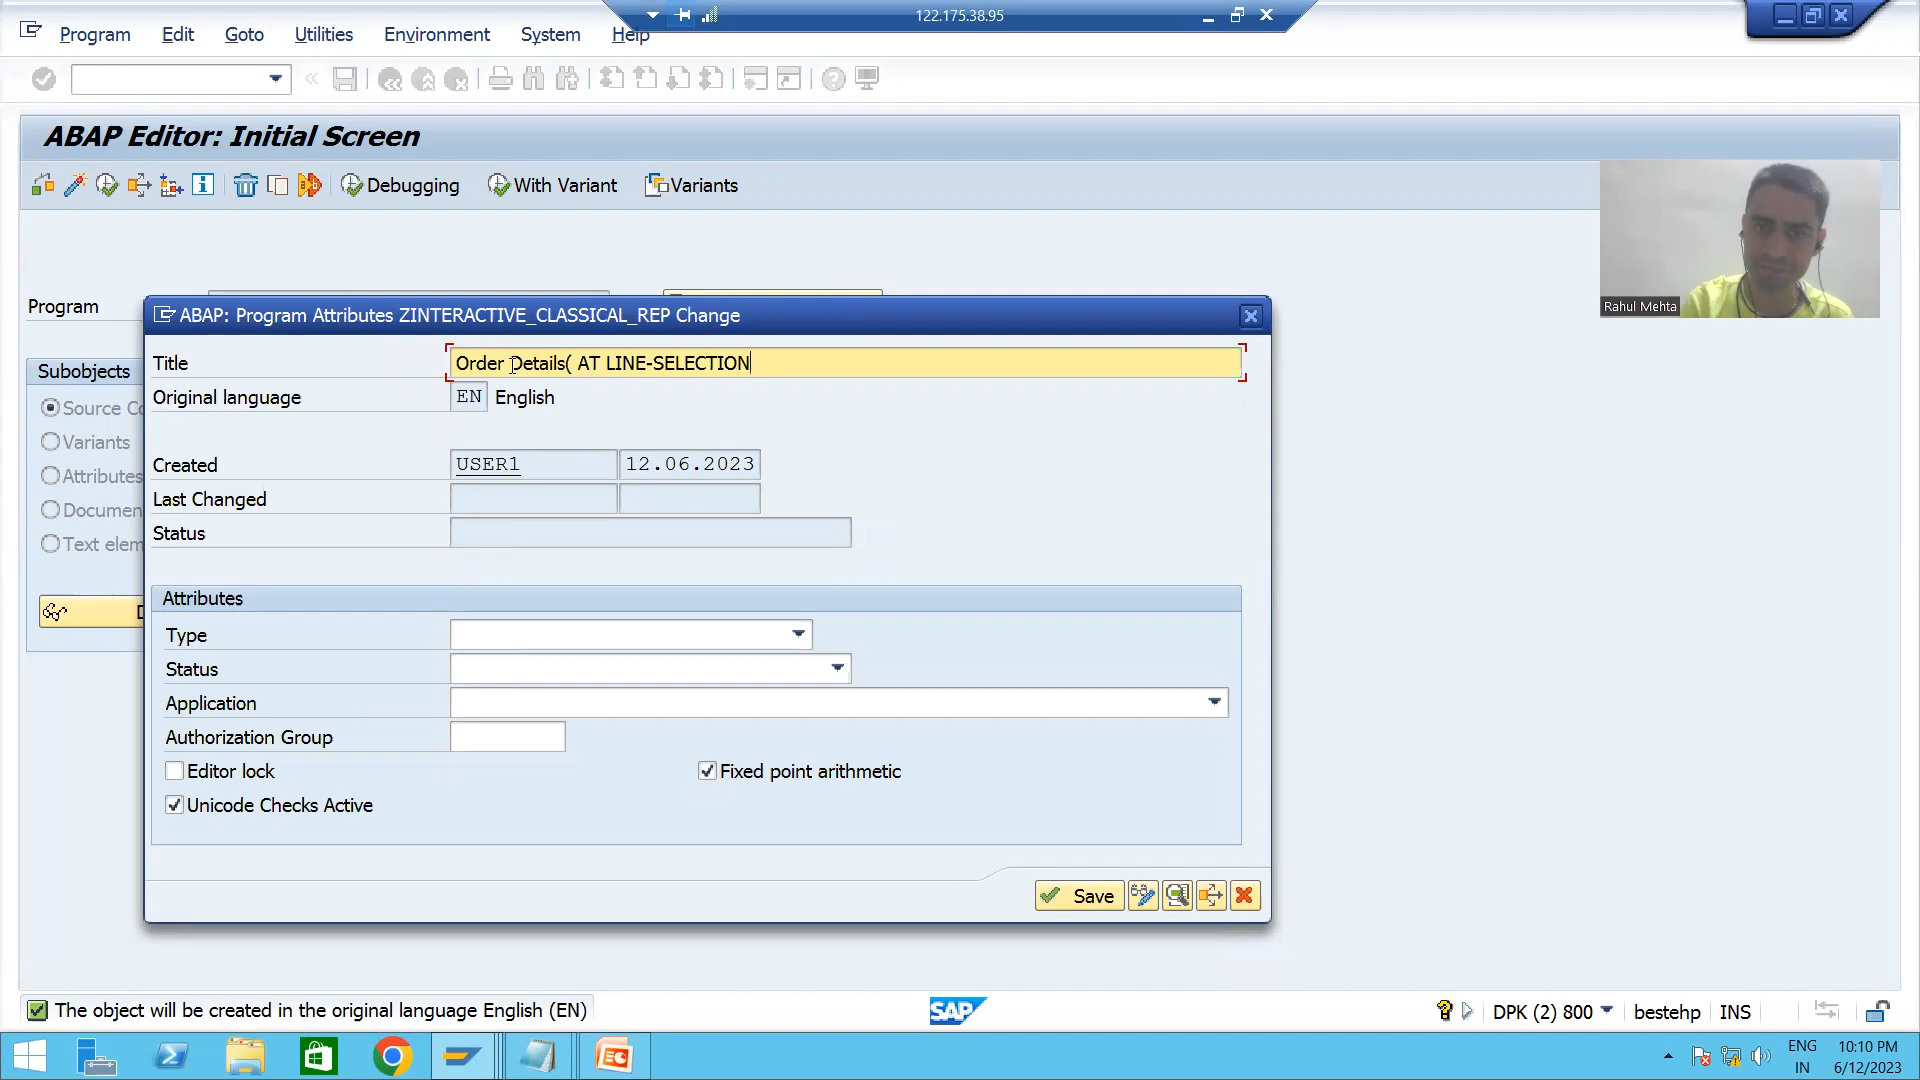 122.175.38.95
Program Edit Goto Utilities Environment System Help
ABAP Editor: Initial Screen
Debugging With Variant Variants
Rahul Mehta
Program
ABAP: Program Attributes ZINTERACTIVE_CLASSICAL_REP Change
Title Order Details( AT LINE-SELECTION
Subobjects
Original language EN English
Source Co
Variants
Created USER1 12.06.2023
Attributes
Last Changed
Documen
Status
Text elem
D
Attributes
Type
Status
Application
Authorization Group
Editor lock Fixed point arithmetic
Unicode Checks Active
Save
The object will be created in the original language English (EN)
SAP
DPK (2) 800 bestehp INS
ENG 10:10 PM
IN 6/12/2023